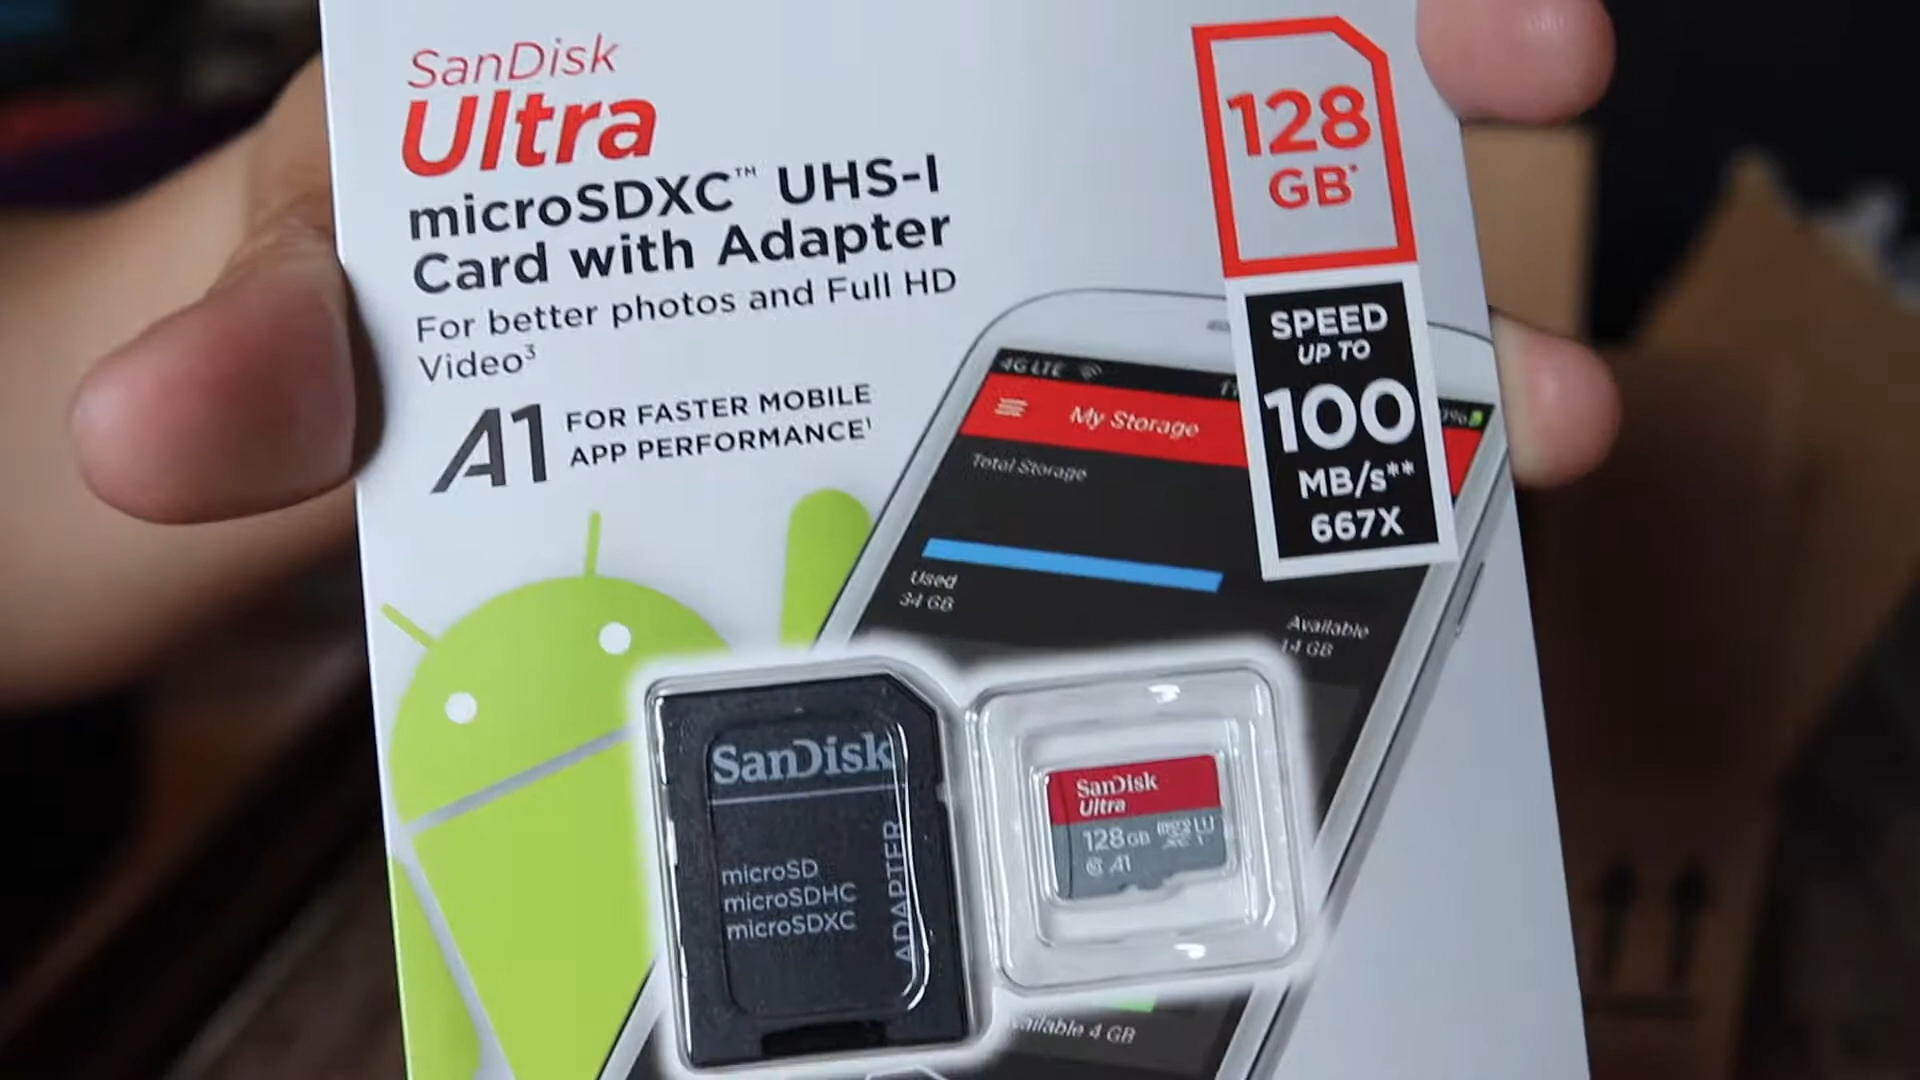 SanDisk
Ultra
microSDXC™ UHS-I
Card with Adapter
For better photos and Full HD
Video³
A1 FOR FASTER MOBILE
APP PERFORMANCE¹
128
GB*
SPEED
UP TO
100
MB/s**
667X
4G LTE
My Storage
Total Storage
Used
34 GB
Available
14 GB
SanDisk
microSD
microSDHC
microSDXC
ADAPTER
SanDisk
Ultra
128GB
A1
Available 4 GB